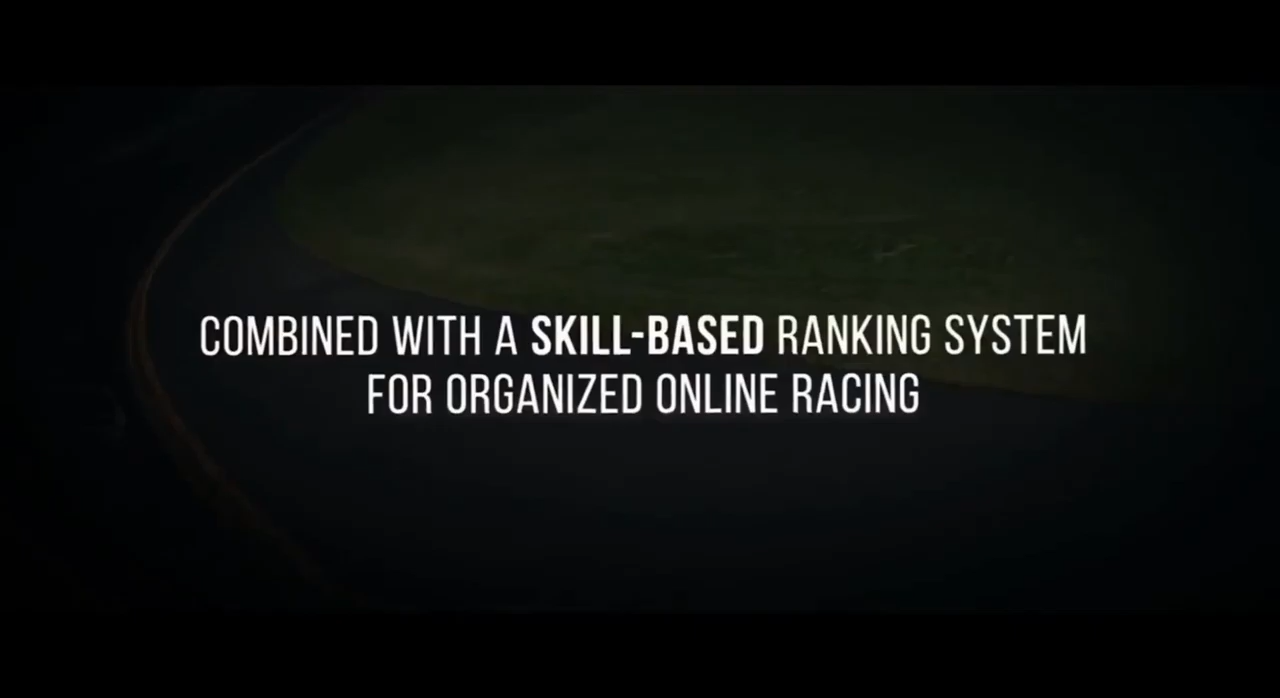 COMBINED WITH A SKILL-BASED RANKING SYSTEM
FOR ORGANIZED ONLINE RACING